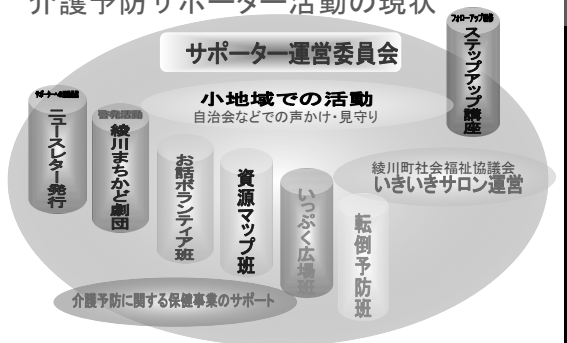 介護予防サポーター活動の現状
サポーター運営委員会
フォローアップ研修
ステップアップ講座
小地域での活動
自治会などでの声かけ・見守り
ニュースレター発行
啓発活動
綾川まちかど劇団
お話ボランティア班
資源マップ班
いっぷく広場班
転倒予防班
綾川町社会福祉協議会
いきいきサロン運営
介護予防に関する保健事業のサポート